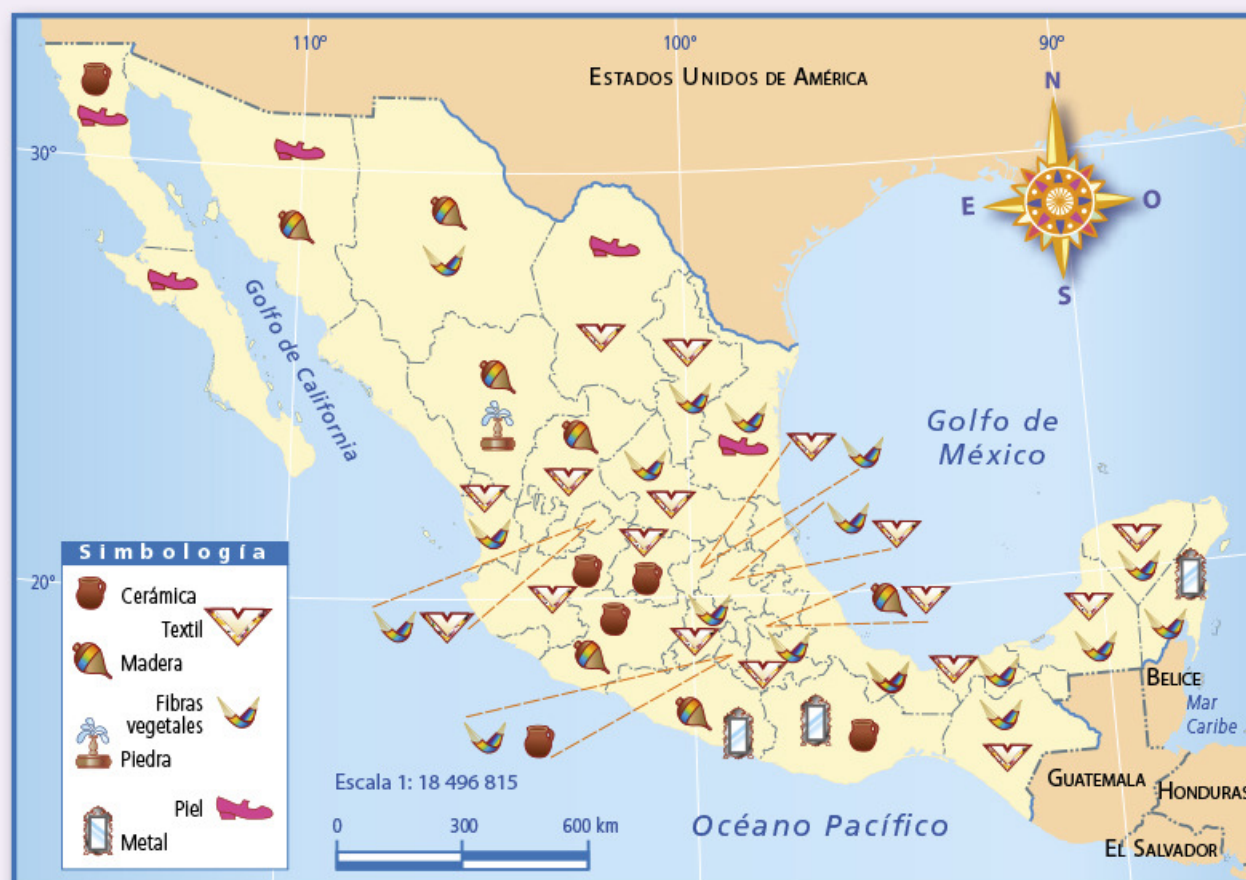 110°
100°
90°
ESTADOS UNIDOS DE AMÉRICA
N
30°
E
O
S
Golfo de California
Golfo de
México
Simbología
20°
Cerámica
Textil
Madera
Fibras
vegetales
Piedra
Piel
Metal
BELICE
Mar
Caribe
GUATEMALA
HONDURAS
EL SALVADOR
Escala 1: 18 496 815
0
300
600 km
Océano Pacífico